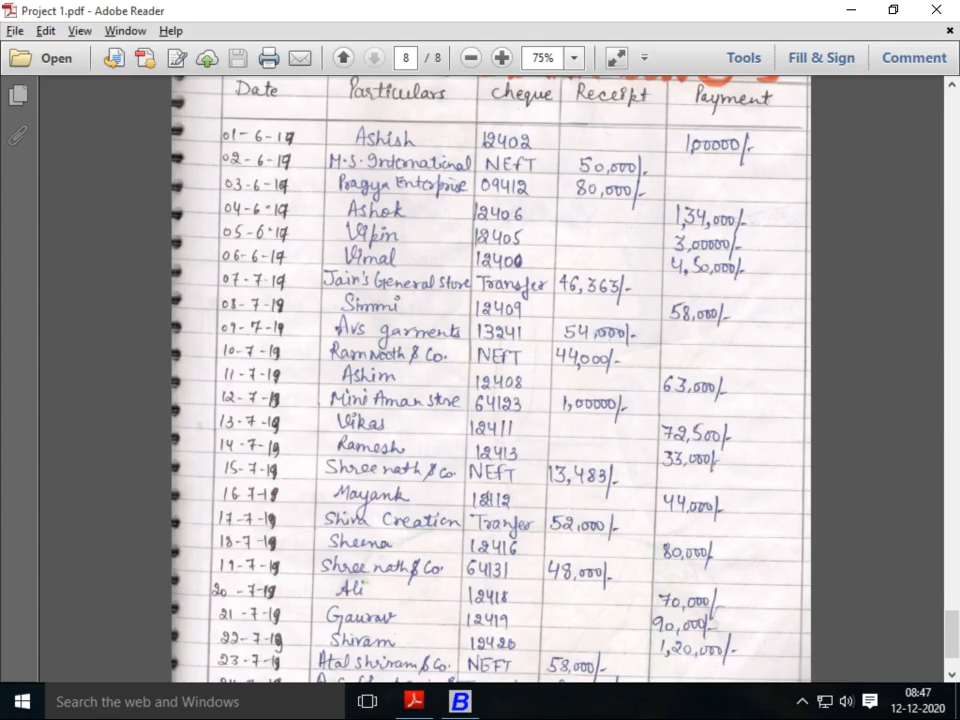 Project 1.pdf - Adobe Reader
File Edit View Window Help
Open 8 / 8 75% Tools Fill & Sign Comment
Date Particulars cheque Receipt Payment
01-6-19 Ashish 12402 1,00000/-
02-6-19 M.S. International NEFT 50,000/-
03-6-19 Pragya Enterprise 09412 80,000/-
04-6-19 Ashok 12406 1,34,000/-
05-6-19 Vipin 12405 3,00000/-
06-6-19 Vimal 12400 4,50,000/-
07-7-19 Jain's General Store Transfer 46,363/-
08-7-19 Simmi 12409 58,000/-
09-7-19 Avs garments 13241 54,000/-
10-7-19 Ramnath & Co. NEFT 44,000/-
11-7-19 Ashim 12408 63,000/-
12-7-19 Mini Aman Store 64123 1,00000/-
13-7-19 Vikas 12411 72,500/-
14-7-19 Ramesh 12413 33,000/-
15-7-19 Shree nath & Co. NEFT 13,483/-
16-7-19 Mayank 12412 44,000/-
17-7-19 Shiva Creation Tranfer 52,000/-
18-7-19 Sheena 12416 80,000/-
19-7-19 Shree nath & Co. 64131 48,000/-
20-7-19 Ali 12418 70,000/-
21-7-19 Gaurav 12419 90,000/-
22-7-19 Shivam 12420 1,20,000/-
23-7-19 Atal Shriram & Co. NEFT 58,000/-
Search the web and Windows
08:47
12-12-2020